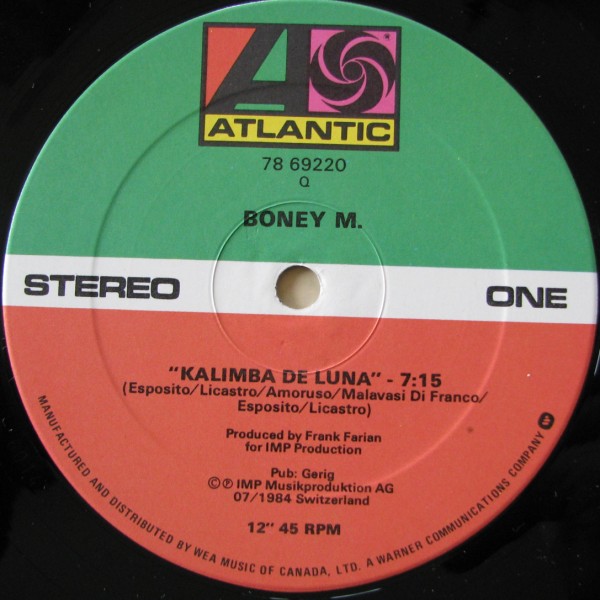 ATLANTIC
78 69220
Q
BONEY M.
STEREO
ONE
"KALIMBA DE LUNA" - 7:15
(Esposito/Licastro/Amoruso/Malavasi Di Franco/
Esposito/Licastro)
Produced by Frank Farian
for IMP Production
Pub: Gerig
©℗ IMP Musikproduktion AG
07/1984 Switzerland
12" 45 RPM
MANUFACTURED AND DISTRIBUTED BY WEA MUSIC OF CANADA, LTD. A WARNER COMMUNICATIONS COMPANY